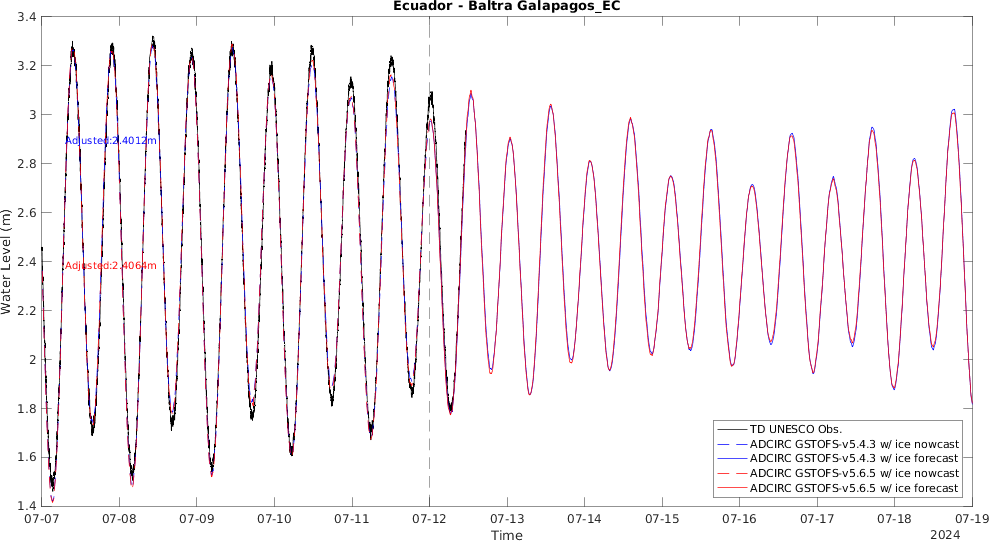 Ecuador - Baltra Galapagos_EC
3.4
3.2
3
2.8
2.6
2.4
2.2
2
1.8
1.6
1.4
Water Level (m)
Adjusted:2.4012m
Adjusted:2.4064m
TD UNESCO Obs.
ADCIRC GSTOFS-v5.4.3 w/ ice nowcast
ADCIRC GSTOFS-v5.4.3 w/ ice forecast
ADCIRC GSTOFS-v5.6.5 w/ ice nowcast
ADCIRC GSTOFS-v5.6.5 w/ ice forecast
07-07 07-08 07-09 07-10 07-11 07-12 07-13 07-14 07-15 07-16 07-17 07-18 07-19
Time
2024